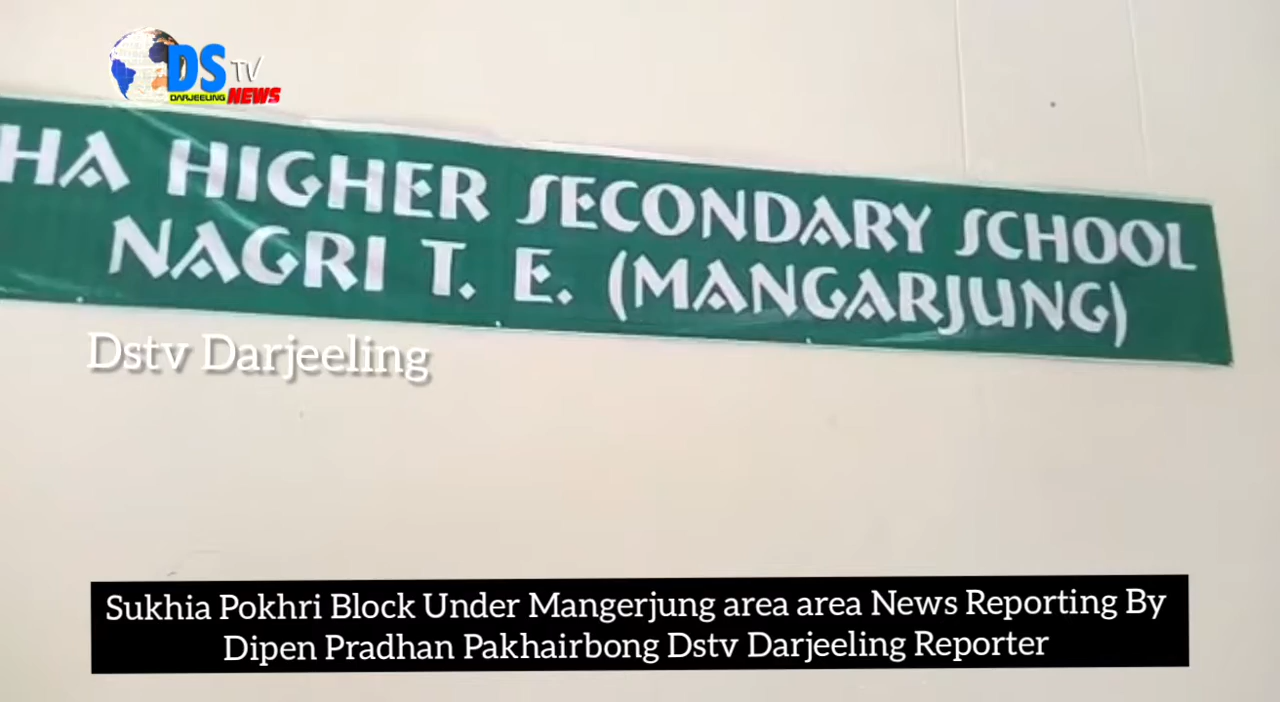 DS TV
DARJEELING NEWS
HA HIGHER SECONDARY SCHOOL
NAGRI T. E. (MANGARJUNG)
Dstv Darjeeling
Sukhia Pokhri Block Under Mangerjung area area News Reporting By
Dipen Pradhan Pakhairbong Dstv Darjeeling Reporter